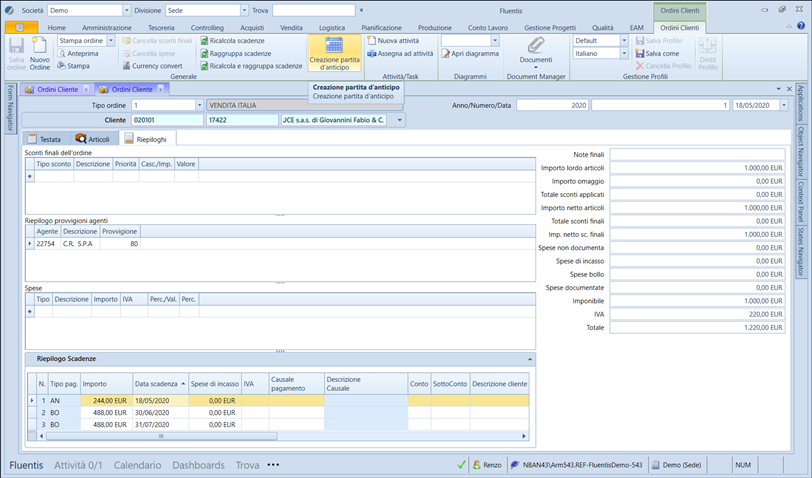 Società Demo Divisione Sede Trova Fluentis Ordini Clienti
Home Amministrazione Tesoreria Controlling Acquisti Vendita Logistica Pianificazione Produzione Conto Lavoro Gestione Progetti Qualità EAM Ordini Clienti
Salva ordine
Nuovo Ordine
Stampa ordine
Anteprima
Stampa
Cancella sconti finali
Cancella spese
Currency convert
Ricalcola scadenze
Raggruppa scadenze
Ricalcola e raggruppa scadenze
Creazione partita d'anticipo
Nuova attività
Assegna ad attività
Apri diagramma
Documenti
Default
Italiano
Salva Profilo
Salva come
Cancella Profilo
Diritti Profilo
Generale Attività/Task Diagrammi Document Manager Gestione Profili
Creazione partita d'anticipo
Creazione partita d'anticipo
Form Navigator
Ordini Cliente x Ordini Cliente x
Tipo ordine 1 VENDITA ITALIA Anno/Numero/Data 2020 1 18/05/2020
Cliente 020101 17422 JCE s.a.s. di Giovannini Fabio & C.
Testata Articoli Riepiloghi
Sconti finali dell'ordine
Tipo sconto Descrizione Priorità Casc./Imp. Valore
Riepilogo provvigioni agenti
Agente Descrizione Provvigione
22754 C.R. S.P.A 80
Spese
Tipo Descrizione Importo IVA Perc./Val. Perc.
Note finali
Importo lordo articoli 1.000,00 EUR
Importo omaggio 0,00 EUR
Totale sconti applicati 0,00 EUR
Importo netto articoli 1.000,00 EUR
Totale sconti finali 0,00 EUR
Imp. netto sc. finali 1.000,00 EUR
Spese non documenta 0,00 EUR
Spese di incasso 0,00 EUR
Spese bollo 0,00 EUR
Spese documentate 0,00 EUR
Imponibile 1.000,00 EUR
IVA 220,00 EUR
Totale 1.220,00 EUR
Riepilogo Scadenze
N. Tipo pag. Importo Data scadenza Spese di incasso IVA Causale pagamento Descrizione Causale Conto SottoConto Descrizione cliente
1 AN 244,00 EUR 18/05/2020 0,00 EUR
2 BO 488,00 EUR 30/06/2020 0,00 EUR
3 BO 488,00 EUR 31/07/2020 0,00 EUR
Applications
Object Navigator
Context Panel
States Navigator
Fluentis Attività 0/1 Calendario Dashboards Trova ••• Renzo NBAN43\Arm543.REF-FluentisDemo-543 Demo (Sede) NUM